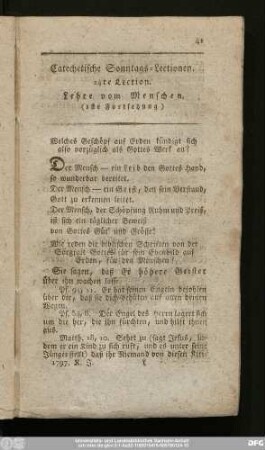 41
Catechetische Sonntags-Lectionen.
29te Lection.
Lehre vom Menschen.
(1ste Fortsetzung)
Welches Geschöpf aus Erden kündigt sich
also vorzüglich als Gottes Werk an?
Der Mensch — ein Leib von Gottes Hand,
so wunderbar bereitet.
Der Mensch — ein Geist, den sein Verstand,
Gott zu erkennen leitet.
Der Mensch, der Schöpfung Ruhm und Preiß,
ist sich ein täglicher Beweis
von Gottes Güt' und Größe!
Wie reden die biblischen Schriften von der
Sorgfalt Gottes für sein Ebenbild auf
Erden, für den Menschen?
Sie sagen, daß Er höhere Geister
über ihn wachen lasse:
Ps. 91, 11. Er hat seinen Engeln befohlen
über dir, daß sie dich behüten auf allen deinen
Wegen.
Ps. 34, 8. Der Engel des Herrn lagert sich
um die her, die ihn fürchten, und hilft ihnen
aus.
Matth. 18, 10. Sehet zu (sagt Jesus, in-
dem er ein Kind zu sich ruft, und es unter seine
Jünger stellt) daß ihr Niemand von diesen
1797. K. J.